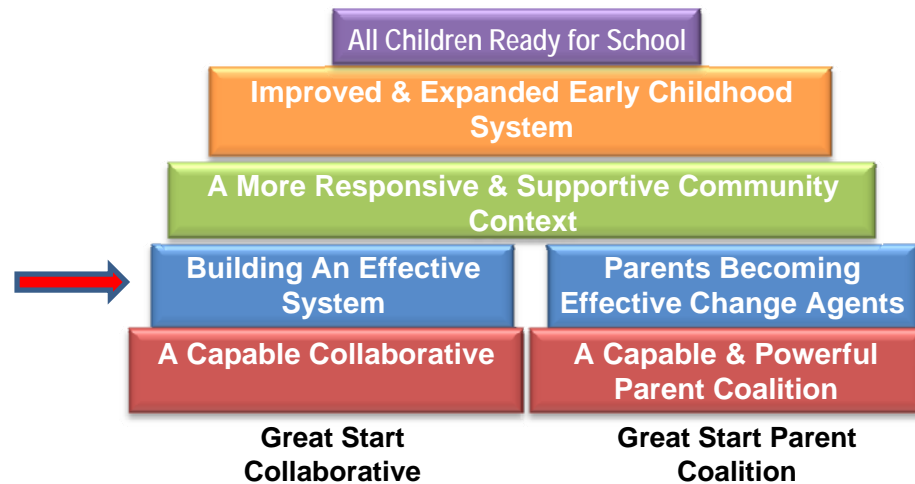 All Children Ready for School
Improved & Expanded Early Childhood
System
A More Responsive & Supportive Community
Context
Building An Effective
System
Parents Becoming
Effective Change Agents
A Capable Collaborative
A Capable & Powerful
Parent Coalition
Great Start
Collaborative
Great Start Parent
Coalition